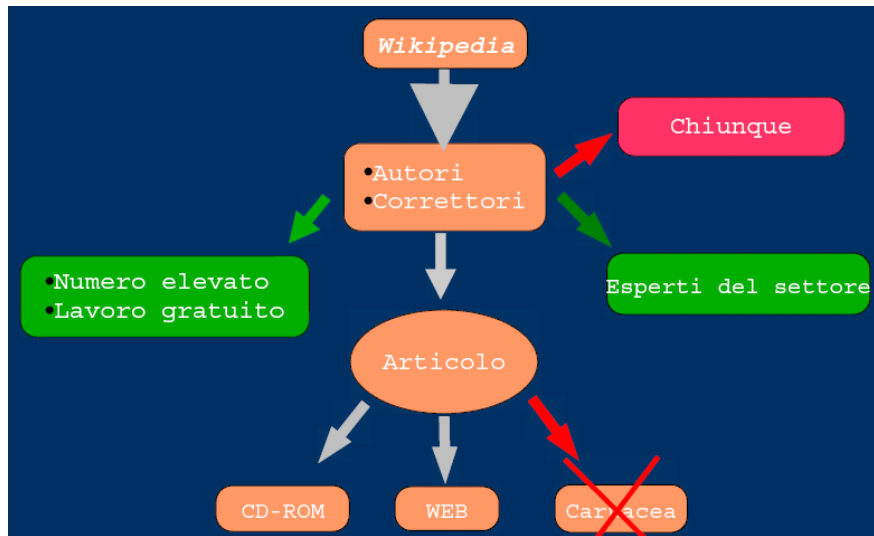 Wikipedia
Chiunque
•Autori
•Correttori
•Numero elevato
•Lavoro gratuito
Esperti del settore
Articolo
CD-ROM
WEB
Cartacea